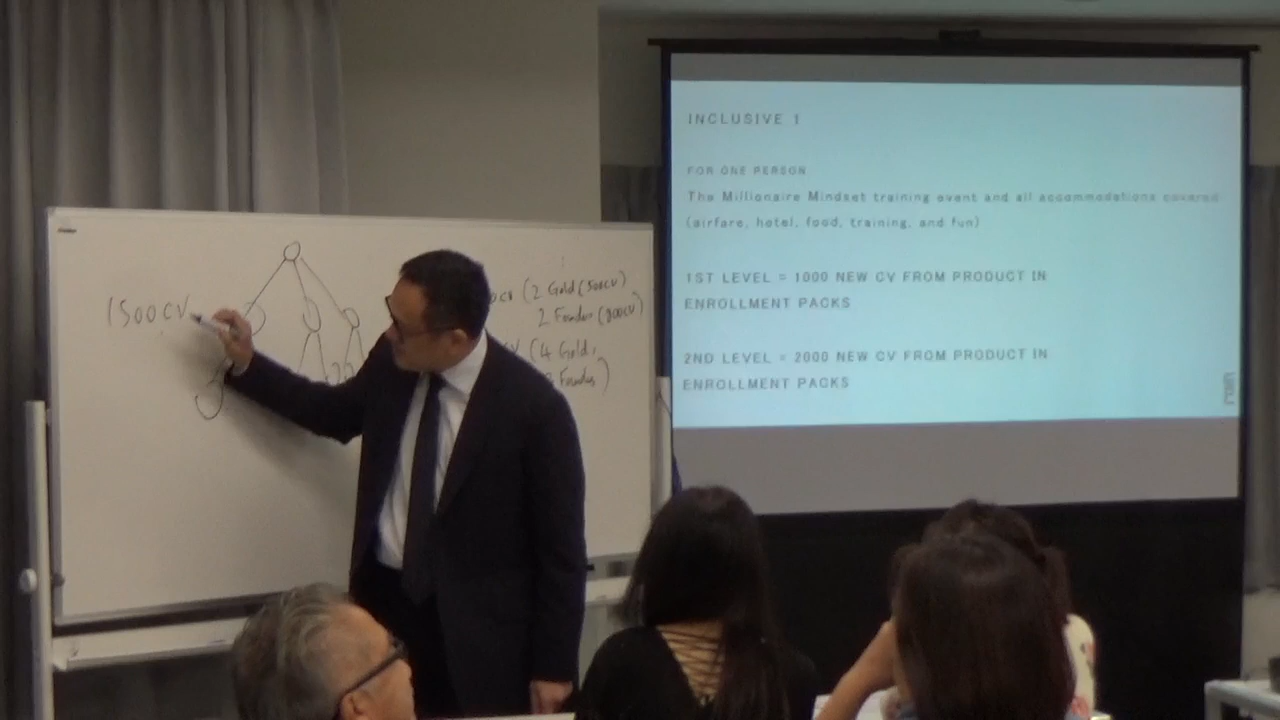 1500CV
(2 Gold (500CV)
2 Founder (800CV)
(4 Gold,
INCLUSIVE 1
FOR ONE PERSON
The Millionaire Mindset training event and all accommodations covered
(airfare, hotel, food, training, and fun)
1ST LEVEL = 1000 NEW CV FROM PRODUCT IN
ENROLLMENT PACKS
2ND LEVEL = 2000 NEW CV FROM PRODUCT IN
ENROLLMENT PACKS